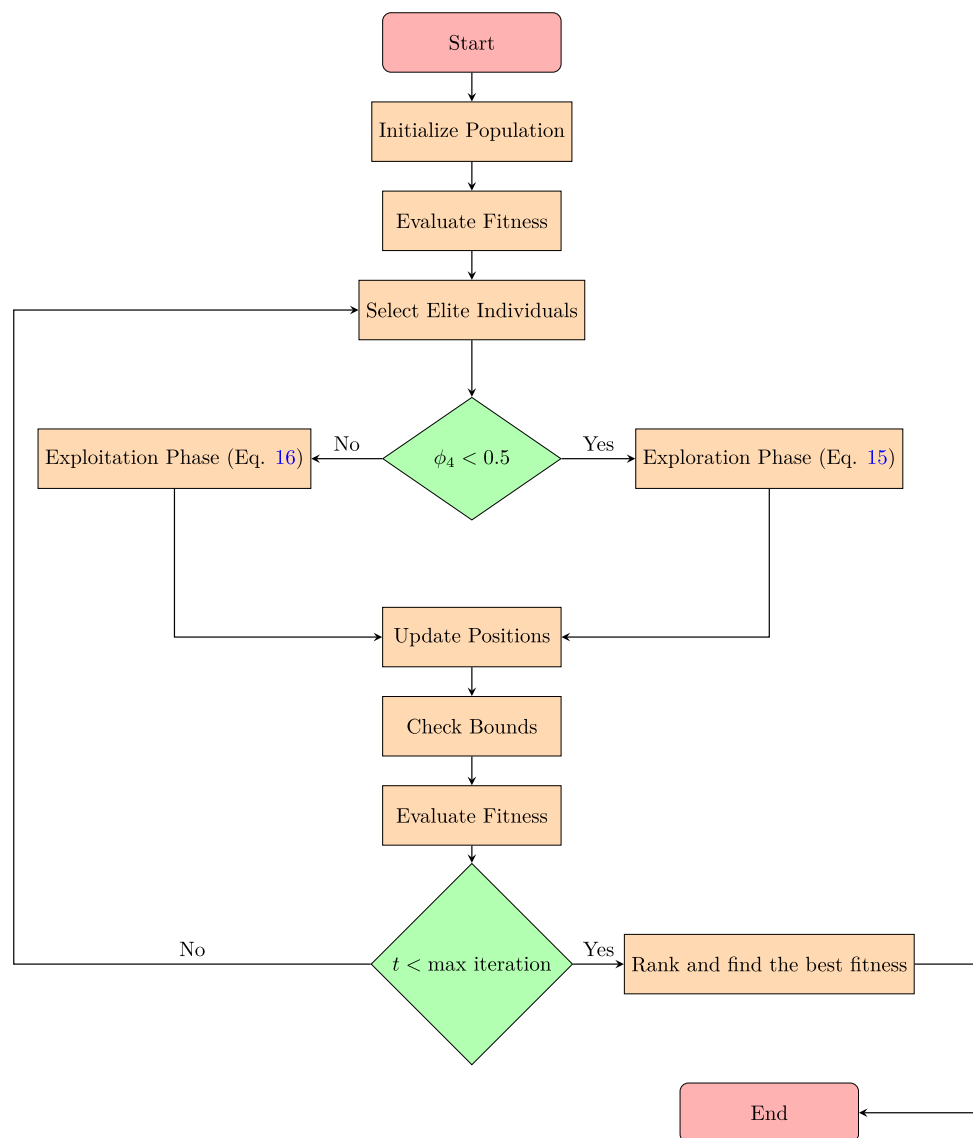 Start
Initialize Population
Evaluate Fitness
Select Elite Individuals
No
Yes
Exploitation Phase (Eq. 16)
ϕ₄ < 0.5
Exploration Phase (Eq. 15)
Update Positions
Check Bounds
Evaluate Fitness
No
Yes
t < max iteration
Rank and find the best fitness
End